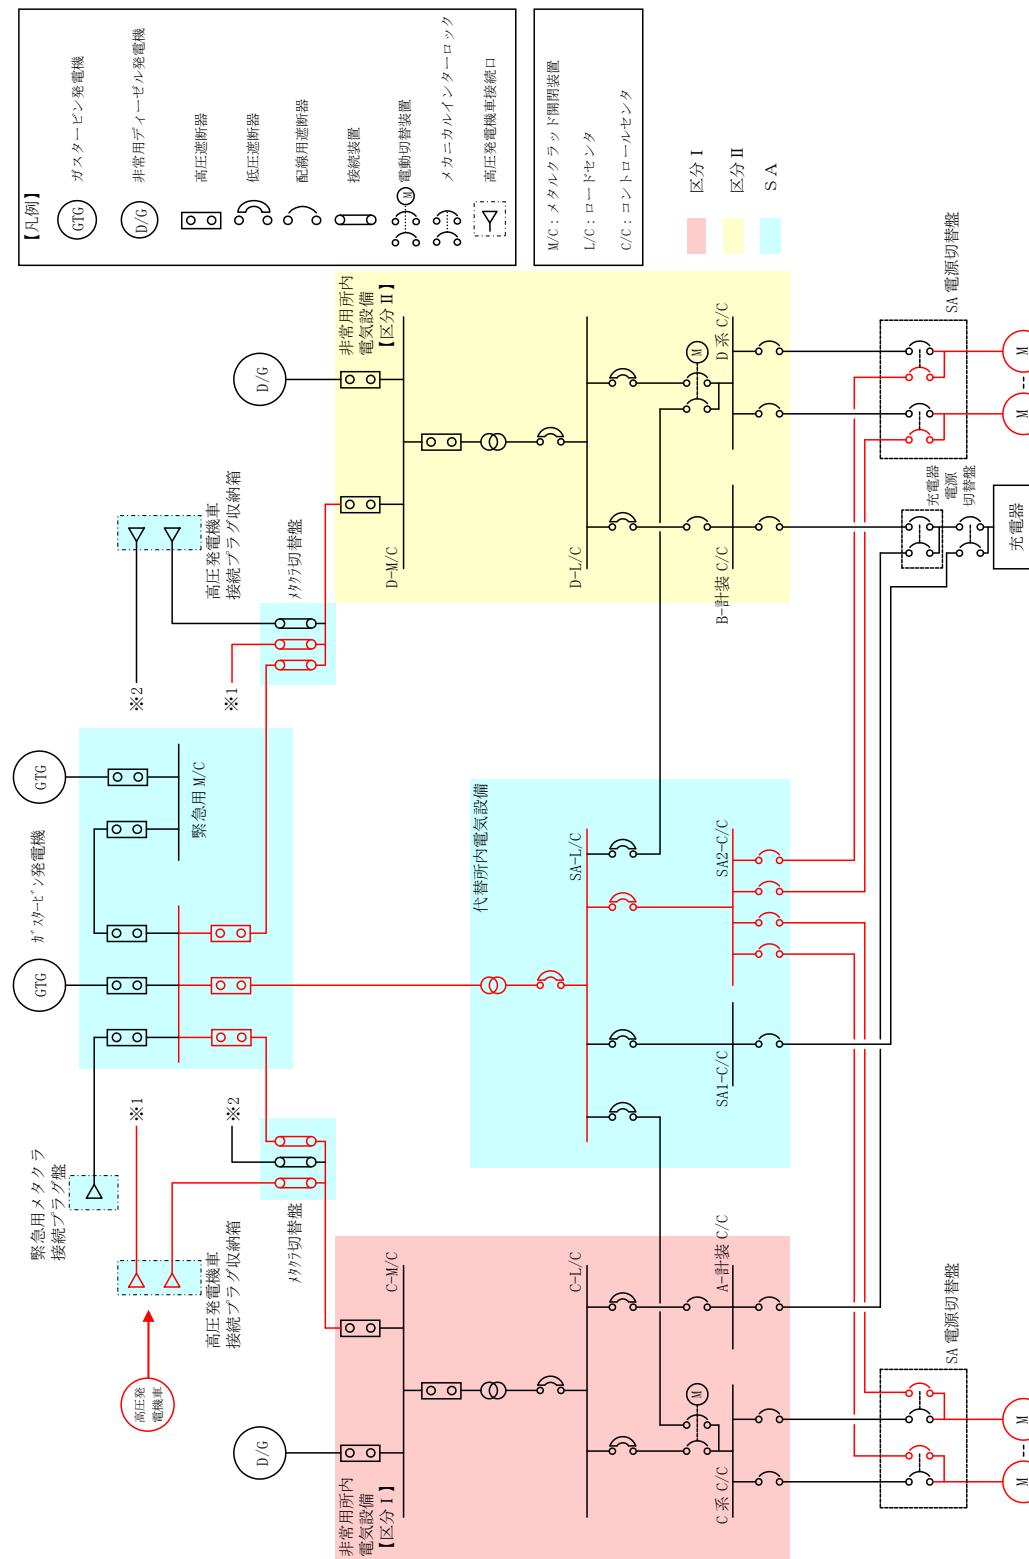 【凡例】
GTG
ガスタービン発電機
D/G
非常用ディーゼル発電機
高圧遮断器
低圧遮断器
配線用遮断器
接続装置
M
電動切替装置
メカニカルインターロック
高圧発電機車接続口
M/C：メタルクラッド開閉装置
L/C：ロードセンタ
C/C：コントロールセンタ
区分Ⅰ
区分Ⅱ
ＳＡ
緊急用メタクラ
接続プラグ盤
GTG
ｶﾞｽﾀｰﾋﾞﾝ発電機
GTG
緊急用 M/C
高圧発
電機車
※1
高圧発電機車
接続プラグ収納箱
※2
ﾒﾀｸﾗ切替盤
※2
※1
高圧発電機車
接続プラグ収納箱
ﾒﾀｸﾗ切替盤
D/G
D/G
非常用所内
電気設備
【区分Ⅰ】
C-M/C
C-L/C
M
C 系 C/C
A-計装 C/C
代替所内電気設備
SA-L/C
SA1-C/C
SA2-C/C
非常用所内
電気設備
【区分Ⅱ】
D-M/C
D-L/C
M
B-計装 C/C
D 系 C/C
SA 電源切替盤
M
M
充電器
電源
切替盤
充電器
SA 電源切替盤
M
M